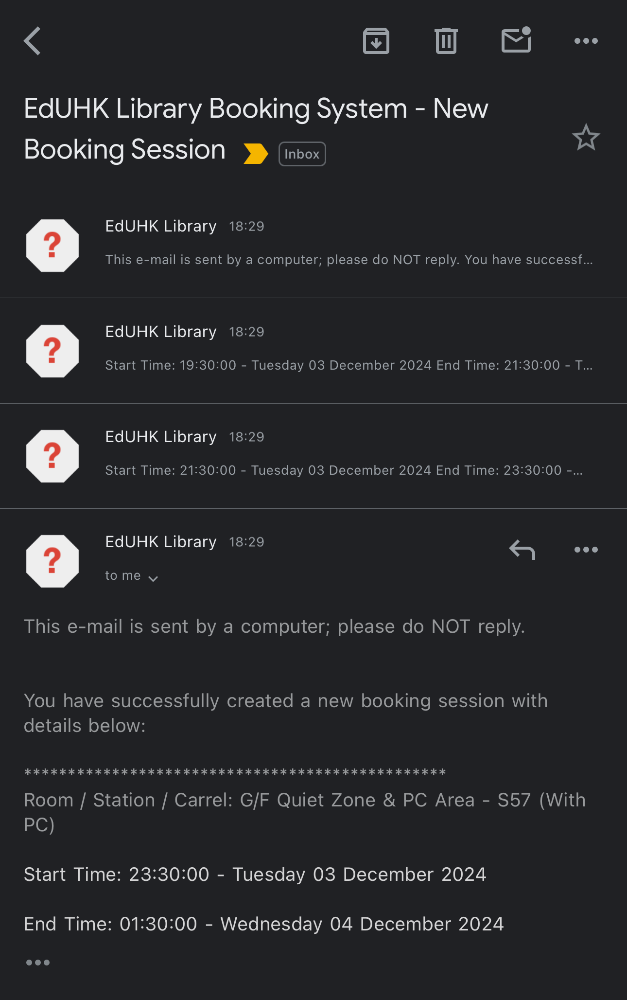 EdUHK Library Booking System - New
Booking Session Inbox
? EdUHK Library 18:29
This e-mail is sent by a computer; please do NOT reply. You have successf...
? EdUHK Library 18:29
Start Time: 19:30:00 - Tuesday 03 December 2024 End Time: 21:30:00 - T...
? EdUHK Library 18:29
Start Time: 21:30:00 - Tuesday 03 December 2024 End Time: 23:30:00 -...
? EdUHK Library 18:29
to me
This e-mail is sent by a computer; please do NOT reply.
You have successfully created a new booking session with
details below:
************************************************
Room / Station / Carrel: G/F Quiet Zone & PC Area - S57 (With
PC)
Start Time: 23:30:00 - Tuesday 03 December 2024
End Time: 01:30:00 - Wednesday 04 December 2024